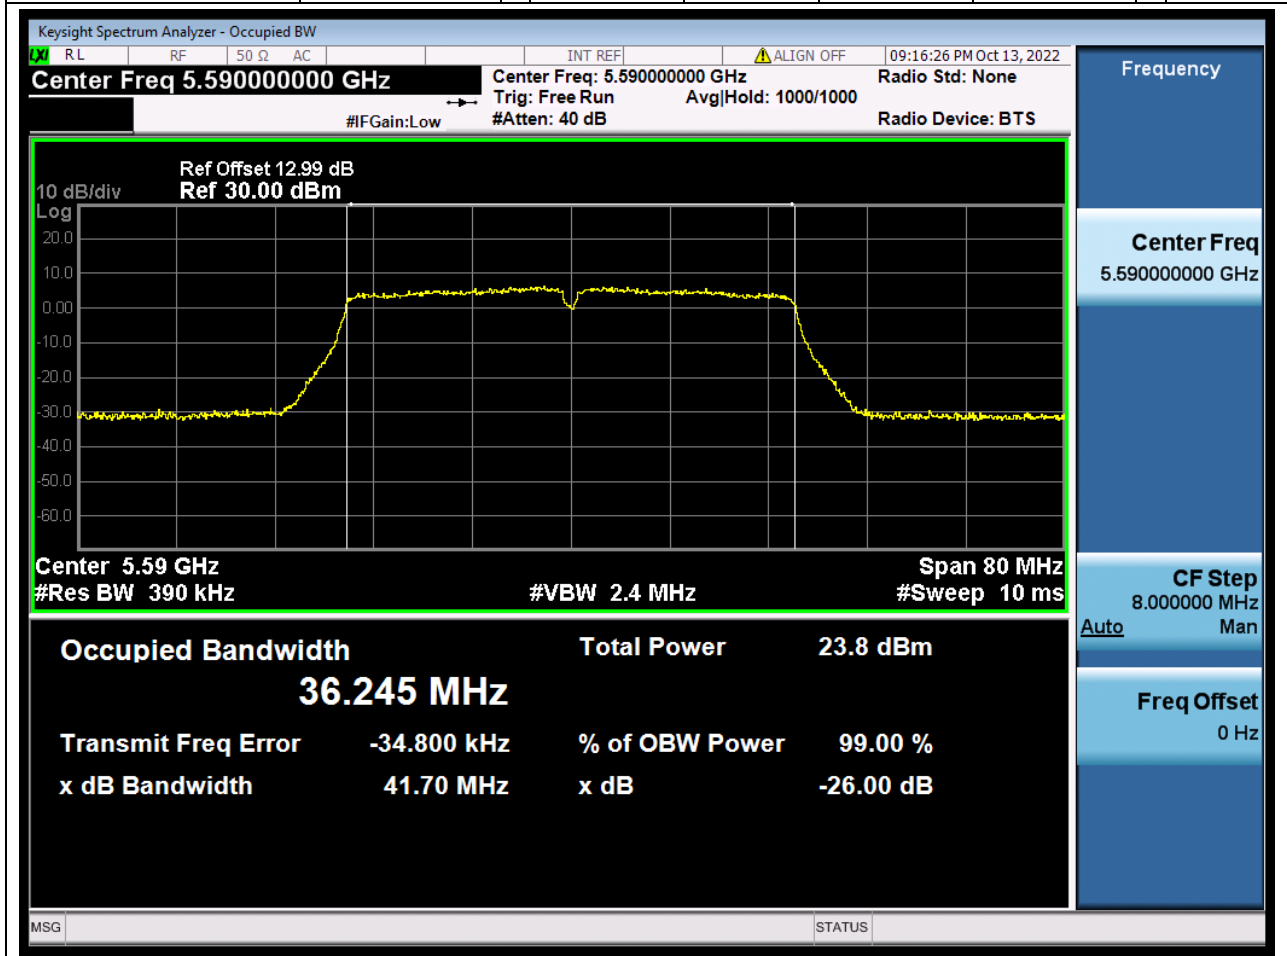 Keysight Spectrum Analyzer - Occupied BW
LXI RL RF 50 Ω AC INT REF ALIGN OFF 09:16:26 PM Oct 13, 2022
Center Freq 5.590000000 GHz
Center Freq: 5.590000000 GHz
Radio Std: None
Trig: Free Run Avg|Hold: 1000/1000
#IFGain:Low
#Atten: 40 dB
Radio Device: BTS
Ref Offset 12.99 dB
10 dB/div Ref 30.00 dBm
Log
20.0
10.0
0.00
-10.0
-20.0
-30.0
-40.0
-50.0
-60.0
Center 5.59 GHz Span 80 MHz
#Res BW 390 kHz #VBW 2.4 MHz #Sweep 10 ms
Occupied Bandwidth Total Power 23.8 dBm
36.245 MHz
Transmit Freq Error -34.800 kHz % of OBW Power 99.00 %
x dB Bandwidth 41.70 MHz x dB -26.00 dB
MSG STATUS
Frequency
Center Freq
5.590000000 GHz
CF Step
8.000000 MHz
Auto Man
Freq Offset
0 Hz